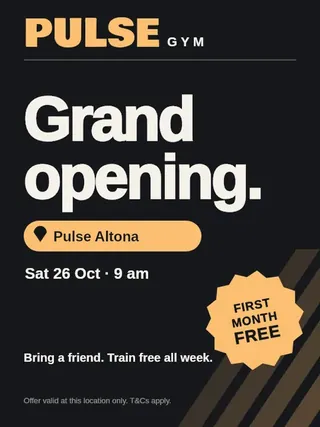 PULSE GYM
Grand
opening.
Pulse Altona
Sat 26 Oct · 9 am
FIRST
MONTH
FREE
Bring a friend. Train free all week.
Offer valid at this location only. T&Cs apply.